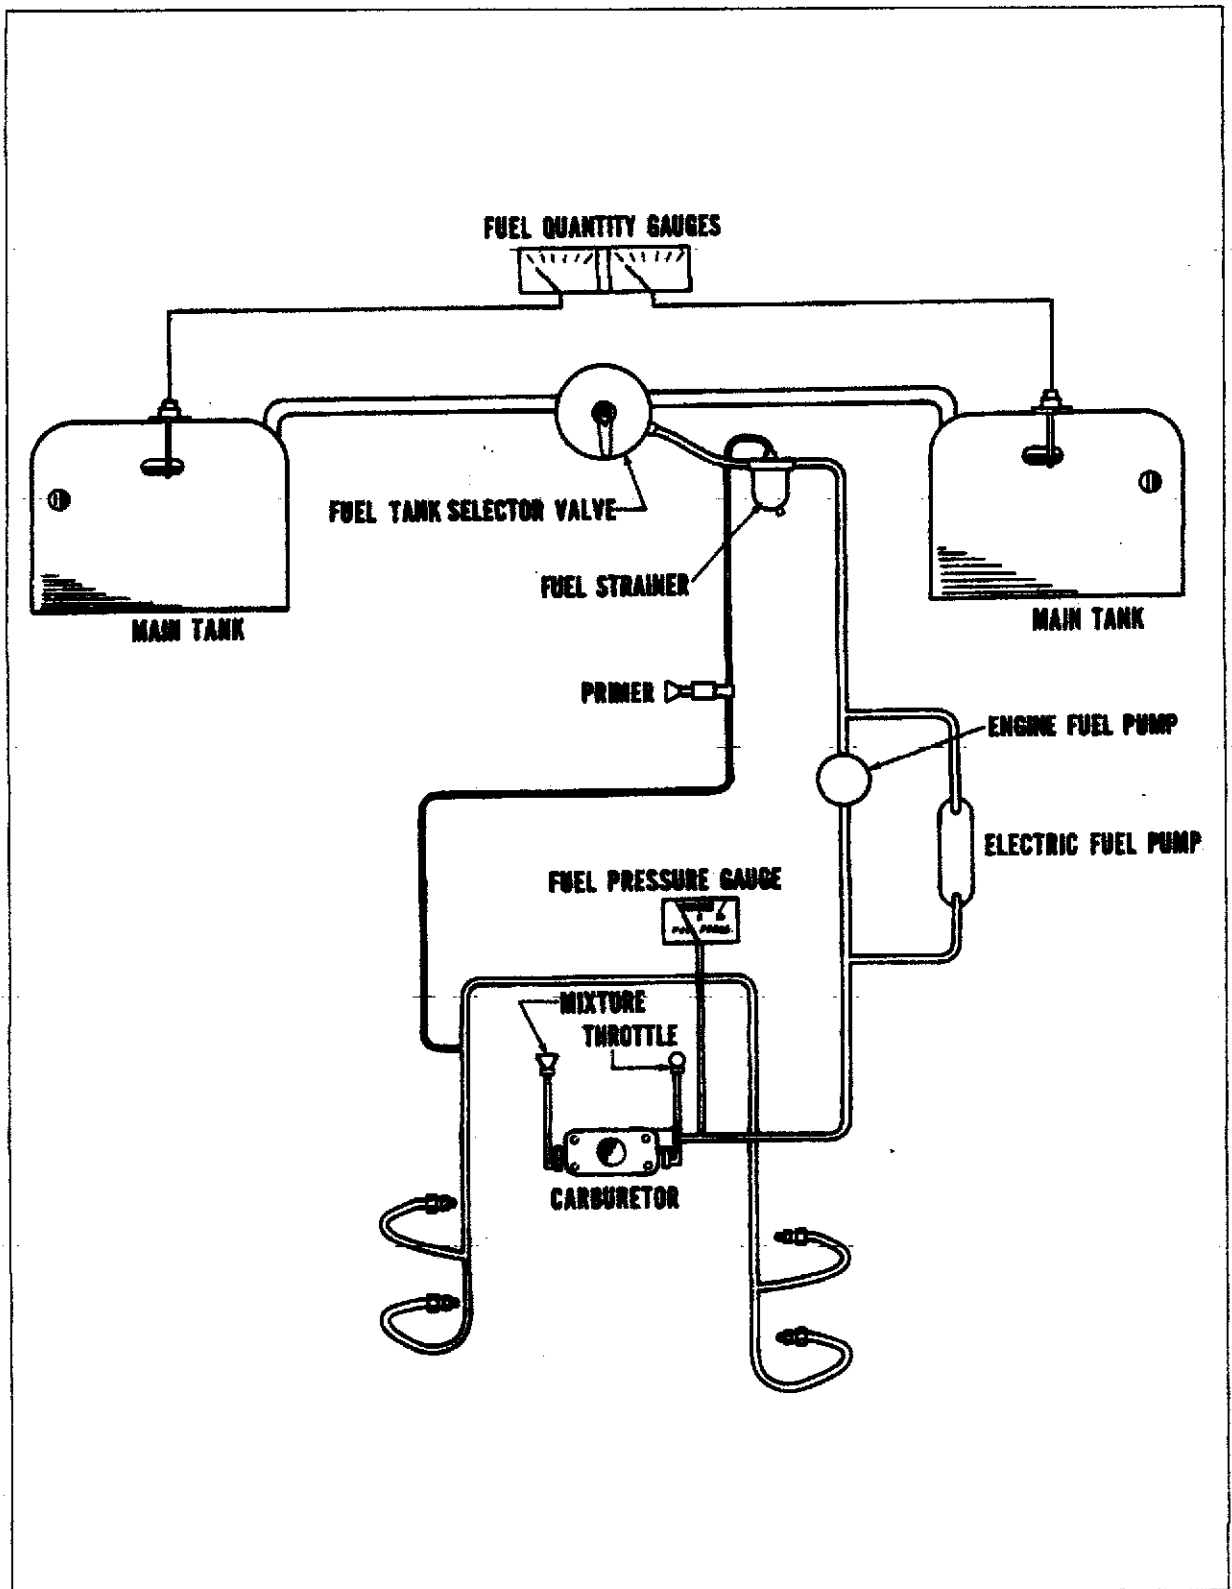 FUEL QUANTITY GAUGES
FUEL TANK SELECTOR VALVE
FUEL STRAINER
MAIN TANK
MAIN TANK
PRIMER
ENGINE FUEL PUMP
ELECTRIC FUEL PUMP
FUEL PRESSURE GAUGE
MIXTURE
THROTTLE
CARBURETOR